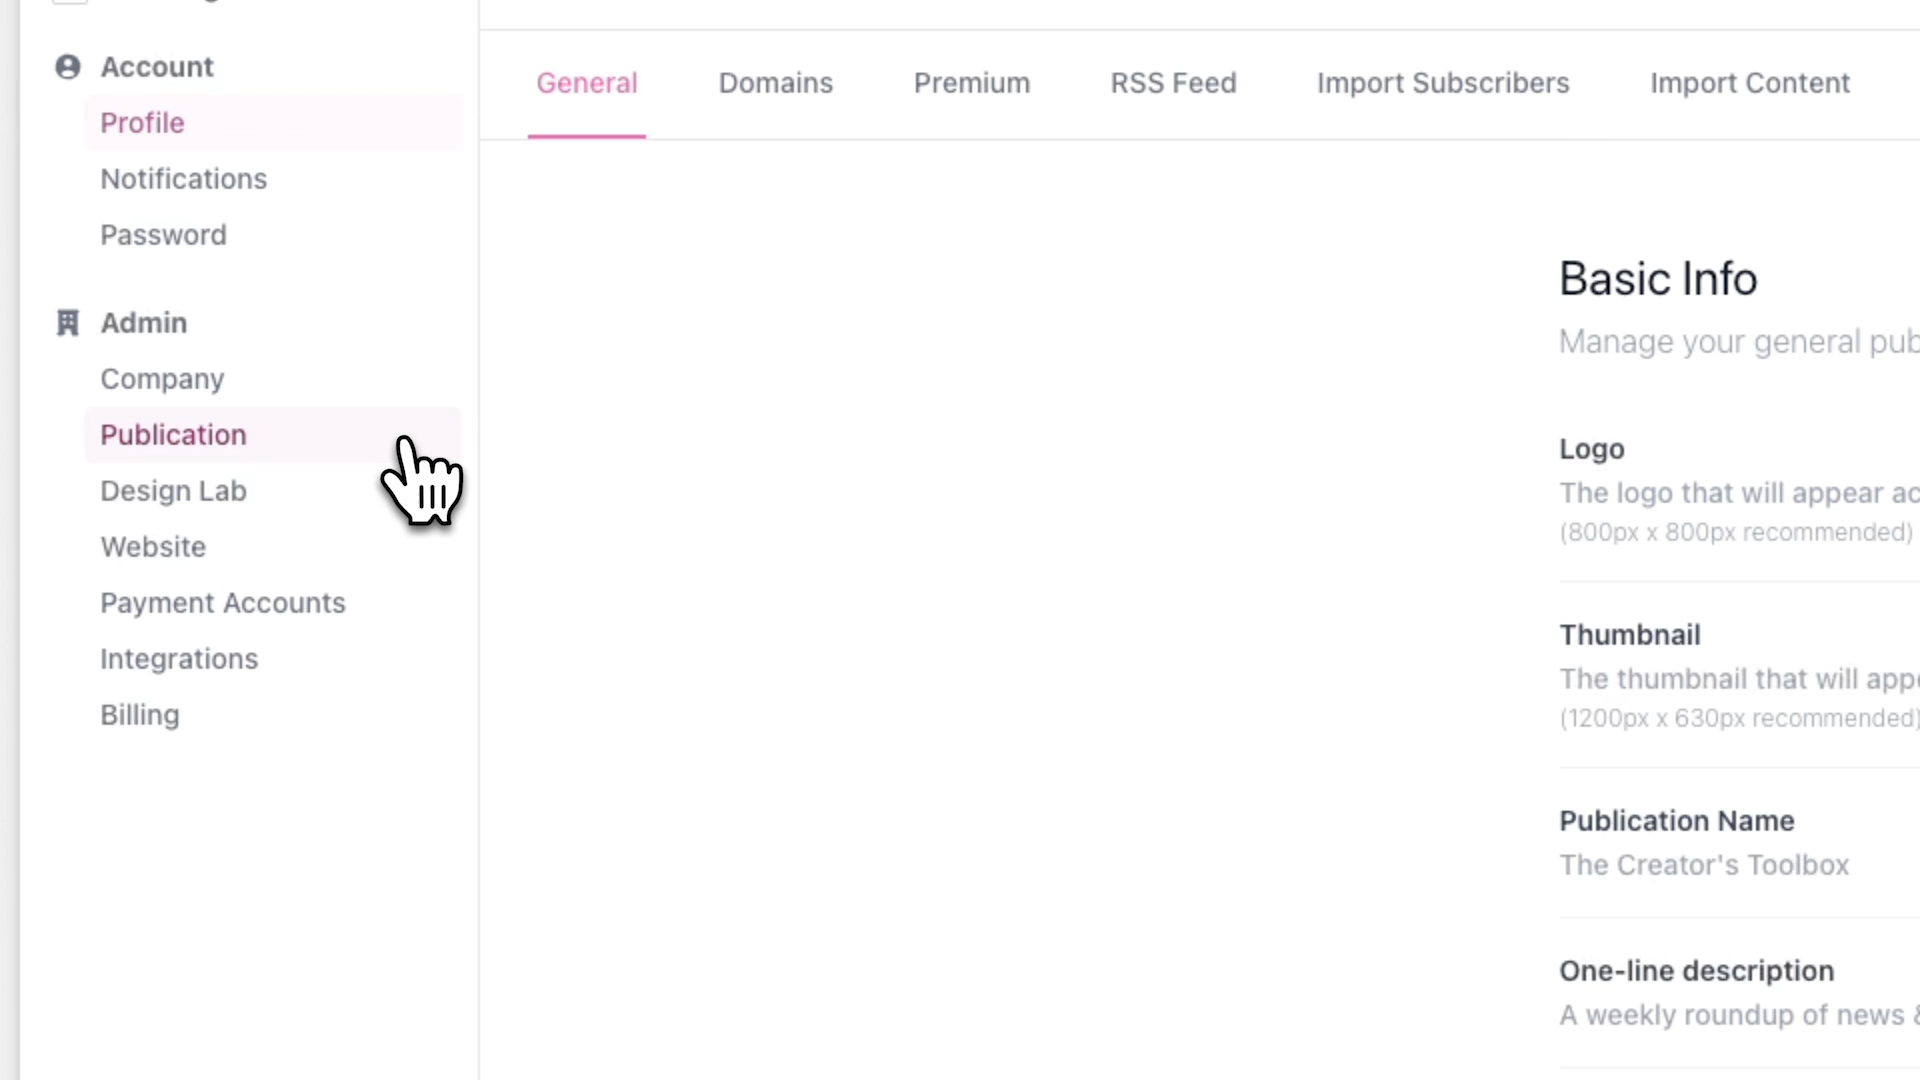 Account
Profile
Notifications
Password
Admin
Company
Publication
Design Lab
Website
Payment Accounts
Integrations
Billing
General Domains Premium RSS Feed Import Subscribers Import Content
Basic Info
Manage your general pub
Logo
The logo that will appear ac
(800px x 800px recommended)
Thumbnail
The thumbnail that will appe
(1200px x 630px recommended)
Publication Name
The Creator's Toolbox
One-line description
A weekly roundup of news &